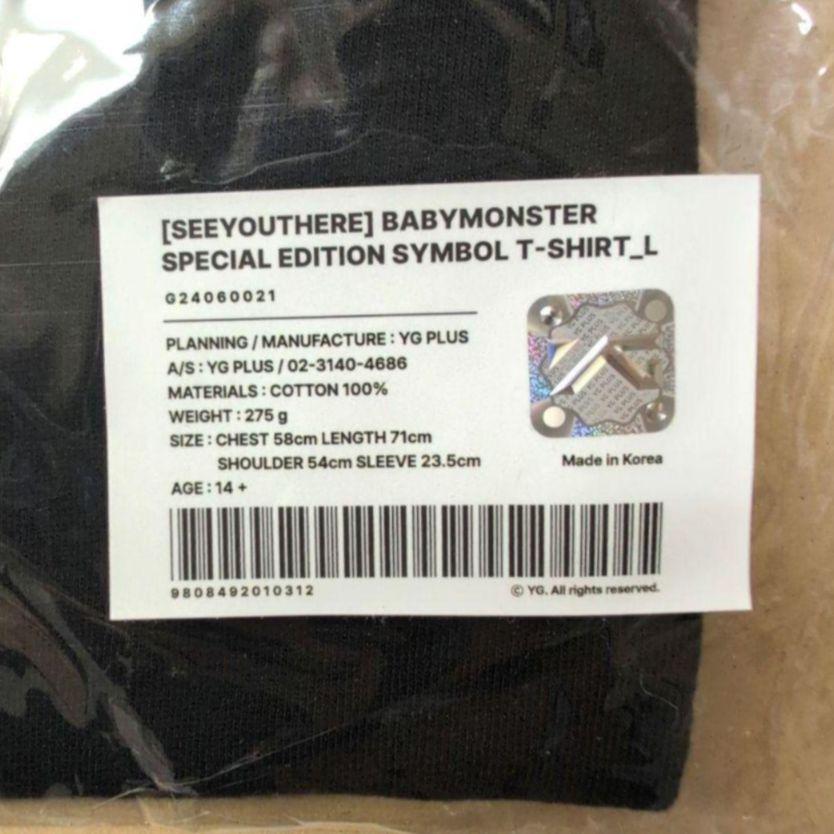 [SEEYOUTHERE] BABYMONSTER
SPECIAL EDITION SYMBOL T-SHIRT_L
G24060021
PLANNING / MANUFACTURE : YG PLUS
A/S : YG PLUS / 02-3140-4686
MATERIALS : COTTON 100%
WEIGHT : 275 g
SIZE : CHEST 58cm LENGTH 71cm
SHOULDER 54cm SLEEVE 23.5cm
AGE : 14 +
YG PLUS
Made in Korea
9808492010312
© YG. All rights reserved.